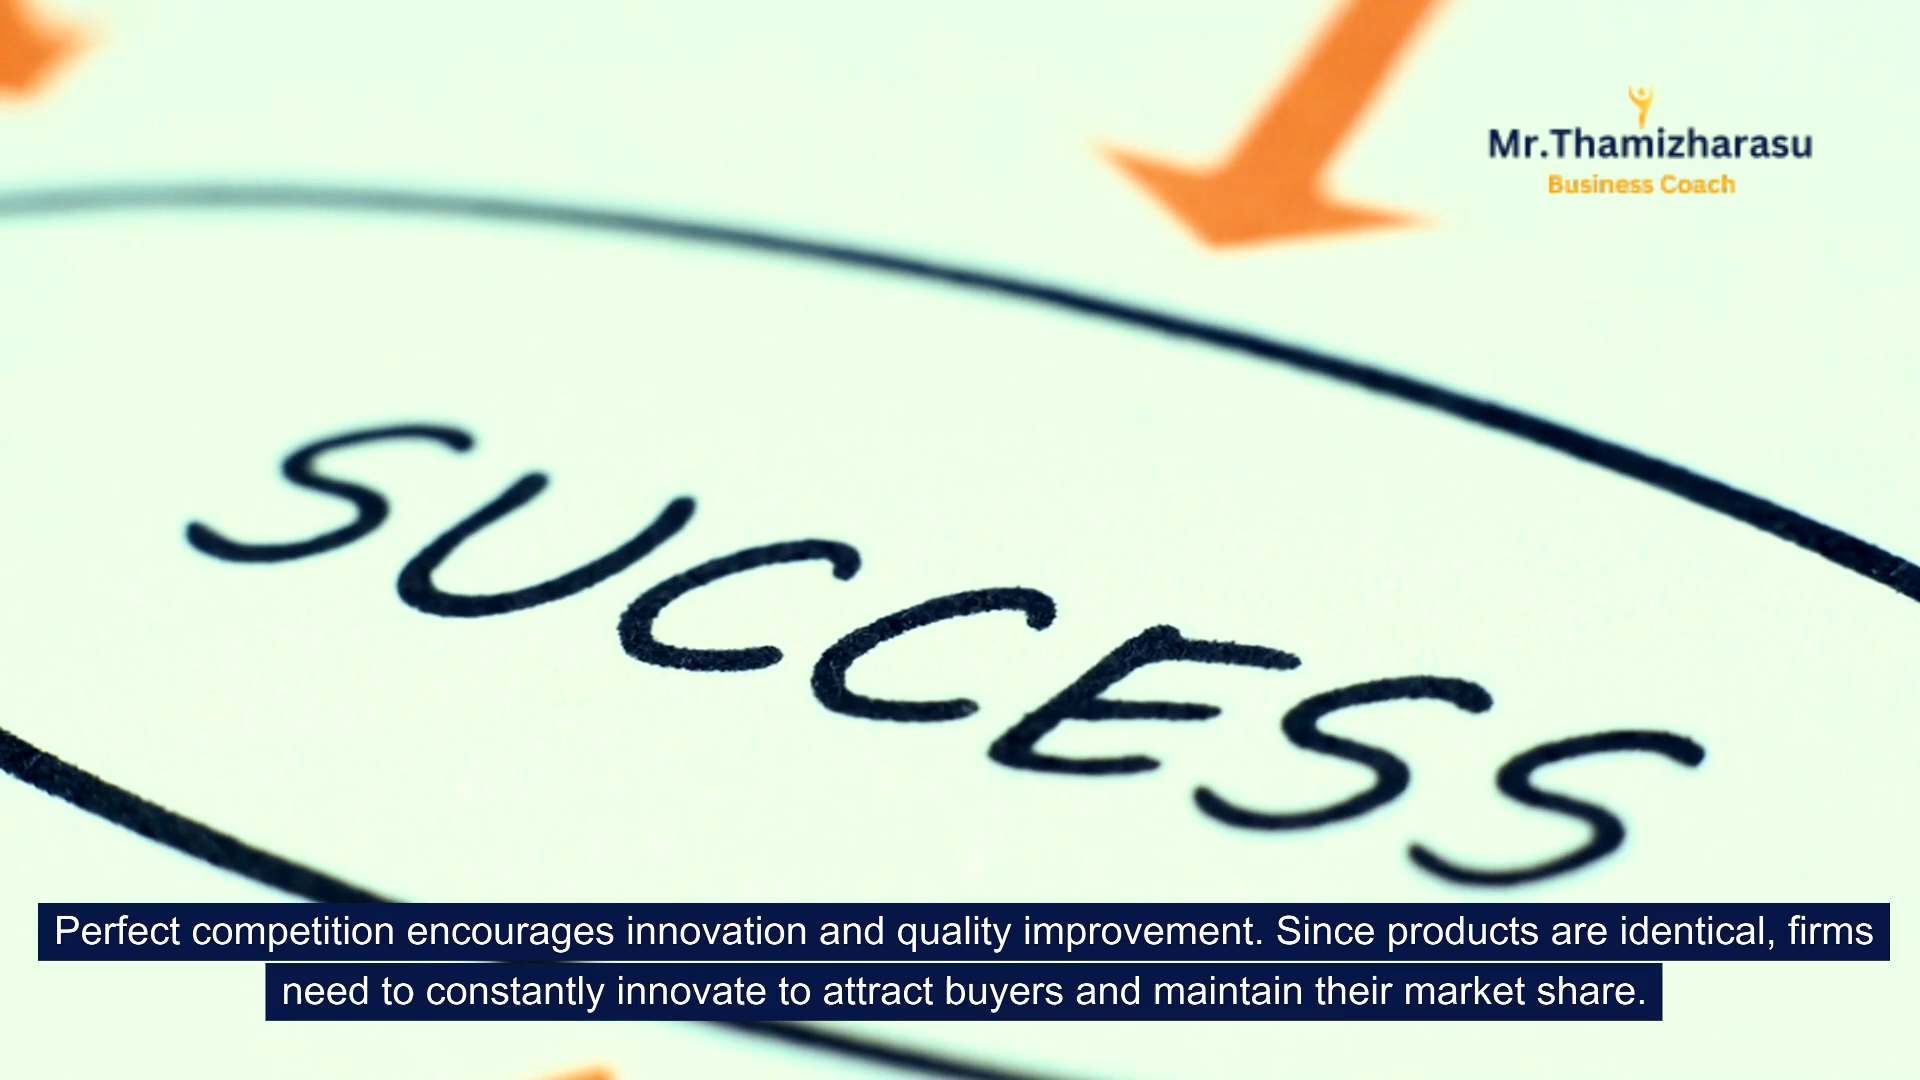 Mr.Thamizharasu
Business Coach
SUCCESS
Perfect competition encourages innovation and quality improvement. Since products are identical, firms
need to constantly innovate to attract buyers and maintain their market share.